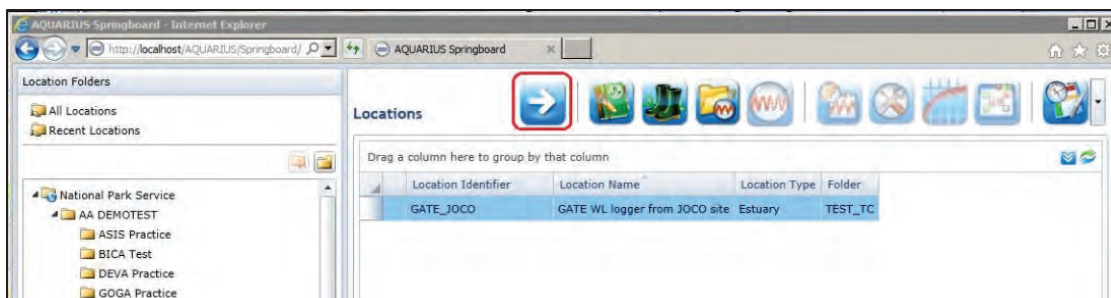 AQUARIUS Springboard - Internet Explorer
http://localhost/AQUARIUS/Springboard/
AQUARIUS Springboard
Location Folders
All Locations
Recent Locations
National Park Service
AA DEMOTEST
ASIS Practice
BICA Test
DEVA Practice
GOGA Practice
Locations
Drag a column here to group by that column
Location Identifier Location Name Location Type Folder
GATE_JOCO GATE WL logger from JOCO site Estuary TEST_TC